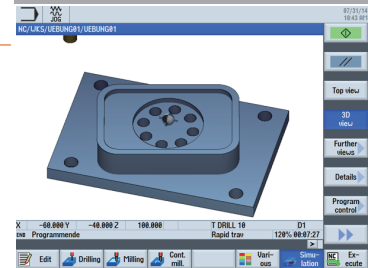 JOG
07/31/14
10:43 AM
NC/WKS/UEBUNG01/UEBUNG01
Top view
3D
view
Further
views
Details
Program
control
X -60.000 Y -40.000 Z 100.000 T DRILL 10 D1
END Programmende Rapid trav 120% 00:07:27
Edit
Drilling
Milling
Cont.
mill.
Vari-
ous
Simu-
lation
NC
Ex-
ecute